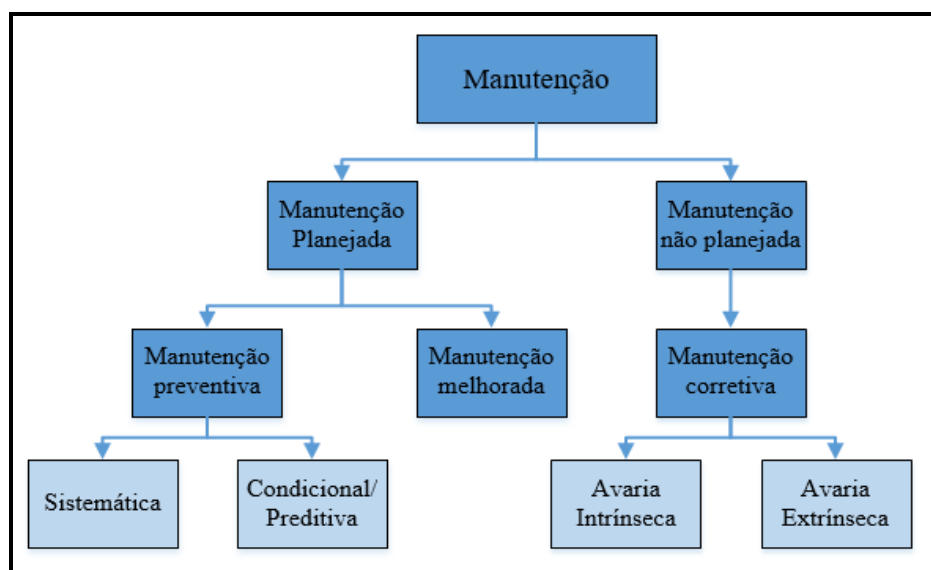 Manutenção
Manutenção
Planejada
Manutenção
não planejada
Manutenção
preventiva
Manutenção
melhorada
Manutenção
corretiva
Sistemática
Condicional/
Preditiva
Avaria
Intrínseca
Avaria
Extrínseca